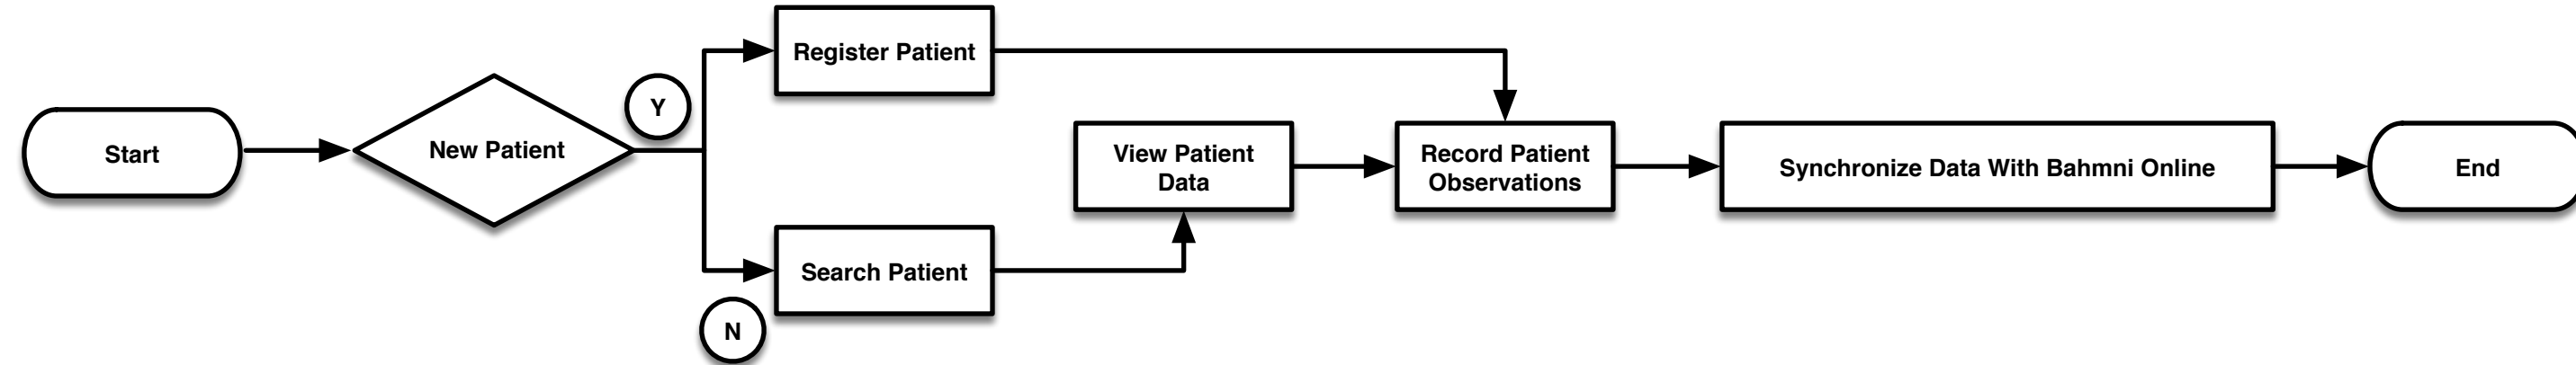 Start
New Patient
Y
N
Register Patient
Search Patient
View Patient
Data
Record Patient
Observations
Synchronize Data With Bahmni Online
End